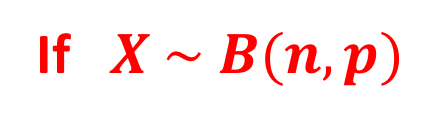 If X ~ B(n, p)